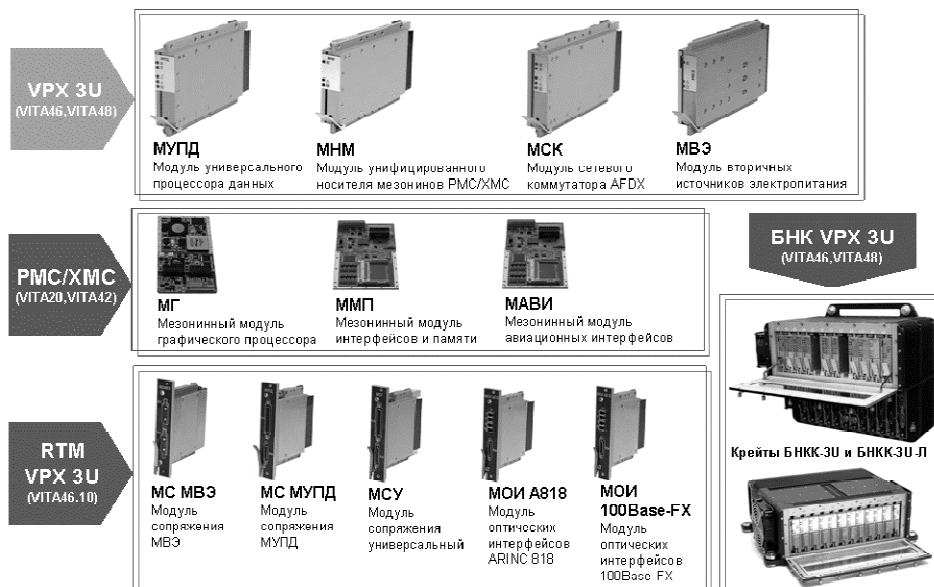 VPX 3U
(VITA46,VITA48)
МУПД
Модуль универсального
процессора данных
МНМ
Модуль унифицированного
носителя мезонинов PMC/XMC
МСК
Модуль сетевого
коммутатора AFDX
МВЭ
Модуль вторичных
источников электропитания
PMC/XMC
(VITA20,VITA42)
МГ
Мезонинный модуль
графического процессора
ММП
Мезонинный модуль
интерфейсов и памяти
МАВИ
Мезонинный модуль
авиационных интерфейсов
БНК VPX 3U
(VITA46,VITA48)
Крейты БНКК-3U и БНКК-3U-Л
RTM
VPX 3U
(VITA46.10)
МС МВЭ
Модуль
сопряжения
МВЭ
МС МУПД
Модуль
сопряжения
МУПД
МСУ
Модуль
сопряжения
универсальный
МОИ А818
Модуль
оптических
интерфейсов
ARINC 818
МОИ
100Base-FX
Модуль
оптических
интерфейсов
100Base-FX